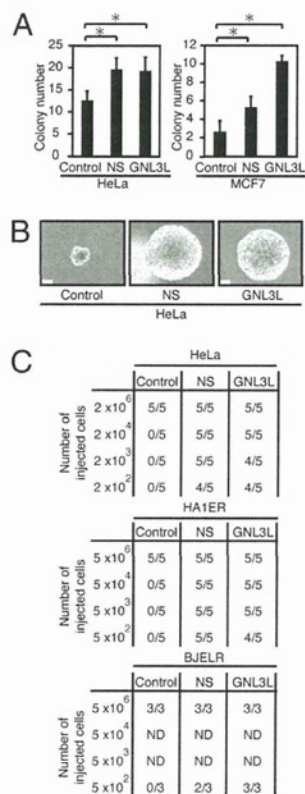 A
* *
* *
Colony number
25
20
15
10
5
0
Control NS GNL3L
HeLa
Colony number
12
10
8
6
4
2
0
Control NS GNL3L
MCF7
B
Control NS GNL3L
HeLa
C
HeLa
Control NS GNL3L
Number of injected cells
2 x10^6 5/5 5/5 5/5
2 x10^4 0/5 5/5 5/5
2 x10^3 0/5 5/5 4/5
2 x10^2 0/5 4/5 4/5
HA1ER
Control NS GNL3L
Number of injected cells
5 x10^6 5/5 5/5 5/5
5 x10^4 0/5 5/5 5/5
5 x10^3 0/5 5/5 5/5
5 x10^2 0/5 5/5 4/5
BJELR
Control NS GNL3L
Number of injected cells
5 x10^6 3/3 3/3 3/3
5 x10^4 ND ND ND
5 x10^3 ND ND ND
5 x10^2 0/3 2/3 3/3